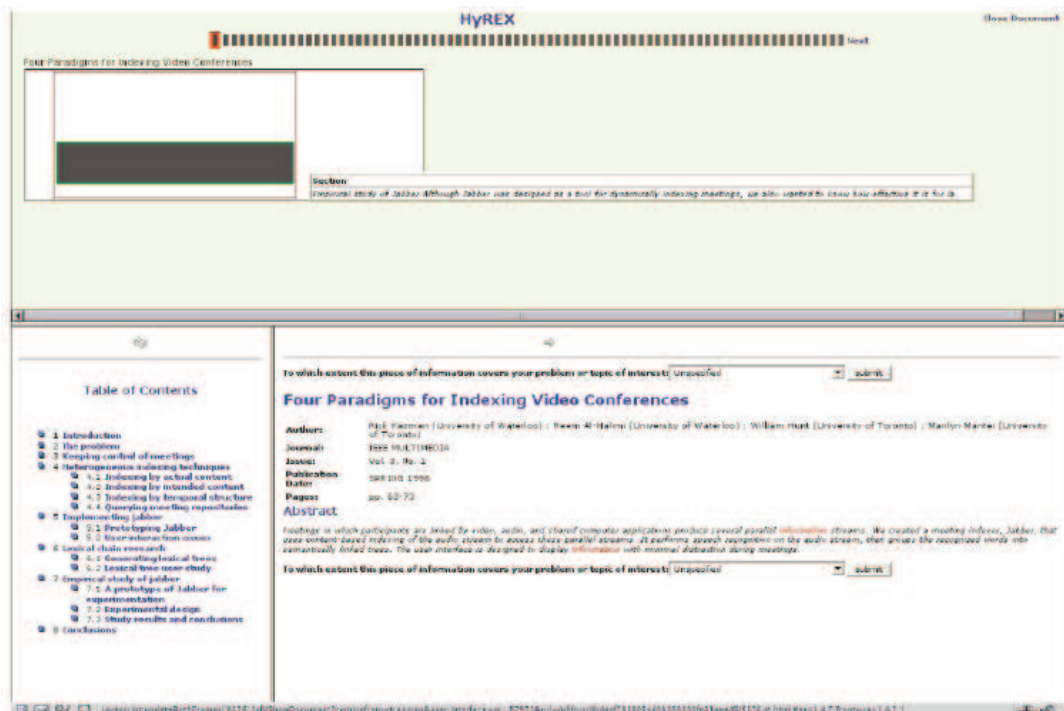 HyREX
Close Document
Next
Four Paradigms for Indexing Video Conferences
Section
Empirical study of Jabber Although Jabber was designed as a tool for dynamically indexing meetings, we also wanted to know how effective it is for
Table of Contents
1 Introduction
2 The problem
3 Keeping control of meetings
4 Heterogeneous indexing techniques
4.1 Indexing by actual content
4.2 Indexing by intended content
4.3 Indexing by temporal structure
4.4 Querying meeting repositories
5 Implementing Jabber
5.1 Prototyping Jabber
5.2 User interaction issues
6 Lexical chain research
6.1 Generating lexical trees
6.2 Lexical tree user study
7 Empirical study of jabber
7.1 A prototype of Jabber for
experimentation
7.2 Experimental design
7.3 Study results and conclusions
8 Conclusions
To which extent this piece of information covers your problem or topic of interest: Unspecified submit
Four Paradigms for Indexing Video Conferences
Author: Rick Kazman (University of Waterloo) ; Reem Al-Halimi (University of Waterloo) ; William Hunt (University of Toronto) ; Marilyn Mantei (University
of Toronto)
Journal: IEEE MULTIMEDIA
Issue: Vol. 3, No. 1
Publication
Date: SPRING 1996
Pages: pp. 63-73
Abstract
Meetings in which participants are linked by video, audio, and shared computer applications produce several parallel information streams. We created a meeting indexer, Jabber, that
uses content-based indexing of the audio stream to access these parallel streams. It performs speech recognition on the audio stream, then groups the recognized words into
semantically linked trees. The user interface is designed to display information with minimal distraction during meetings.
To which extent this piece of information covers your problem or topic of interest: Unspecified submit